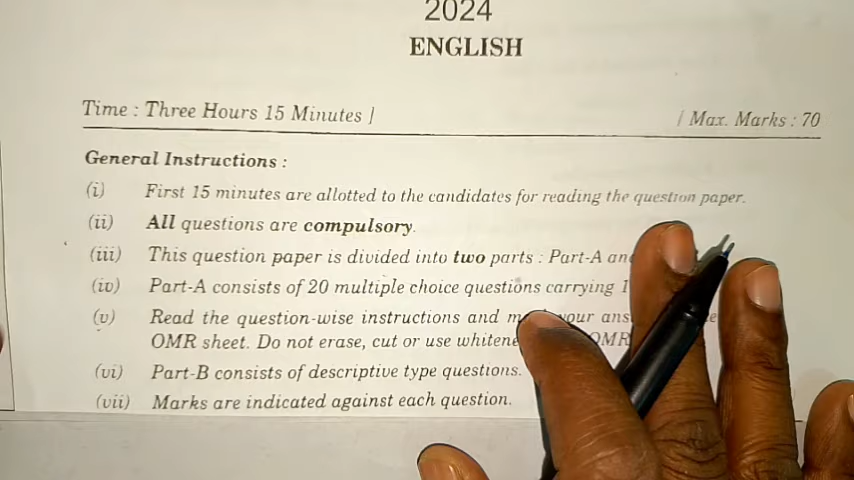 2024
ENGLISH
Time : Three Hours 15 Minutes ]
[ Max. Marks : 70
General Instructions :
(i) First 15 minutes are allotted to the candidates for reading the question paper.
(ii) All questions are compulsory.
(iii) This question paper is divided into two parts : Part-A
(iv) Part-A consists of 20 multiple choice questions carrying
(v) Read the question-wise instructions and your
OMR sheet. Do not erase, cut or use OMR
(vi) Part-B consists of descriptive type questions.
(vii) Marks are indicated against each question.